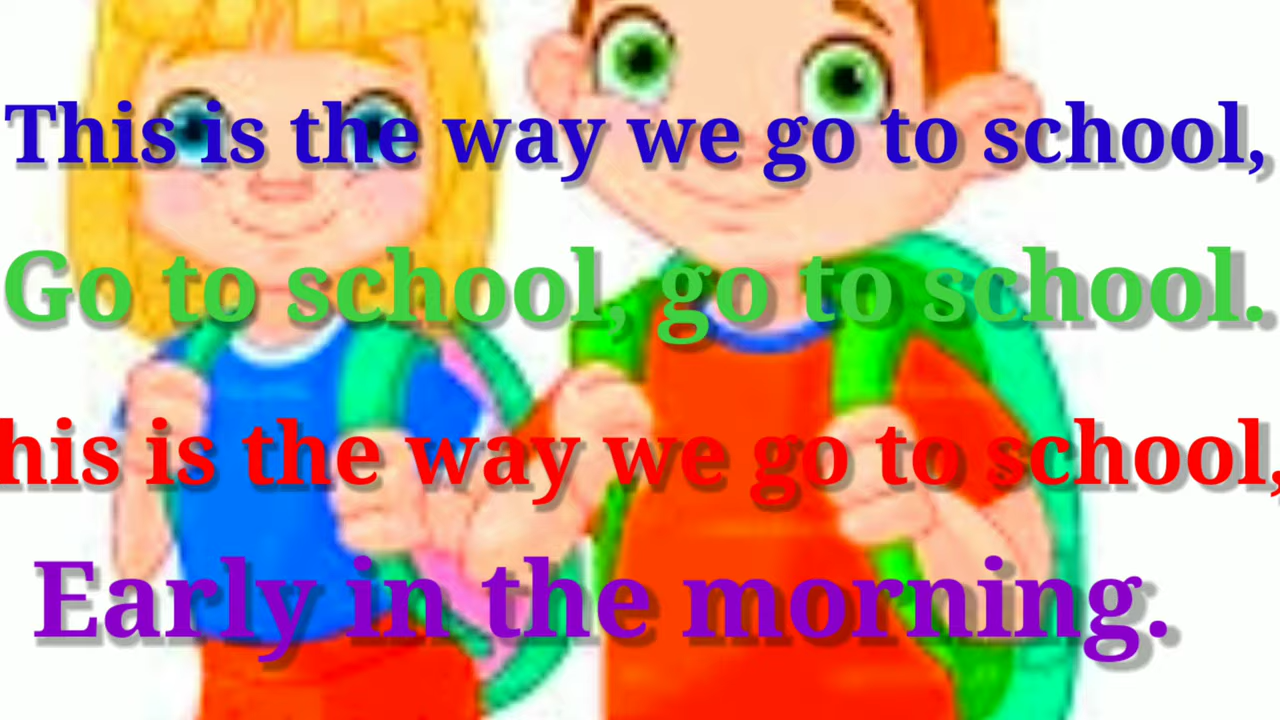 This is the way we go to school,
Go to school, go to school.
his is the way we go to school,
Early in the morning.